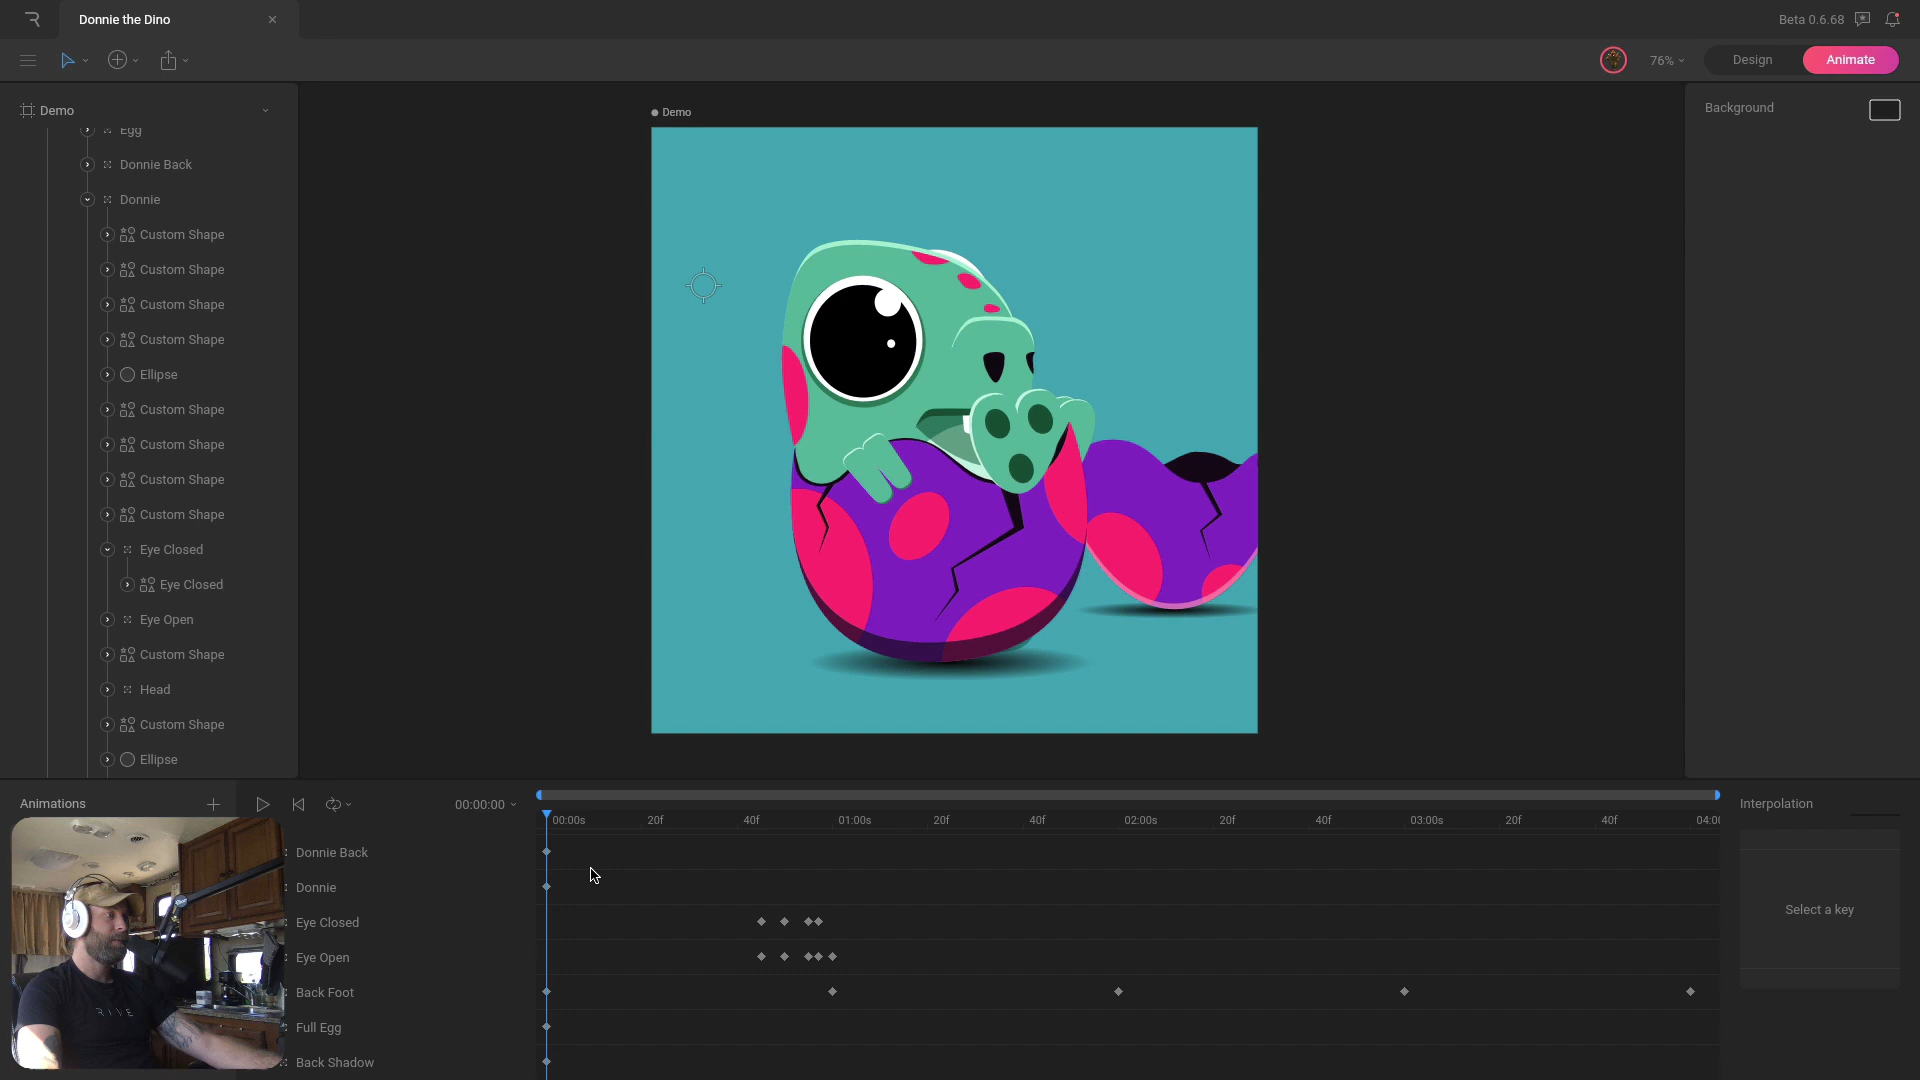 Donnie the Dino
Beta 0.6.68
76%
Design
Animate
Demo
Egg
Donnie Back
Donnie
Custom Shape
Custom Shape
Custom Shape
Custom Shape
Ellipse
Custom Shape
Custom Shape
Custom Shape
Custom Shape
Eye Closed
Eye Closed
Eye Open
Custom Shape
Head
Custom Shape
Ellipse
Demo
Background
Animations
00:00:00
00:00s 20f 40f 01:00s 20f 40f 02:00s 20f 40f 03:00s 20f 40f 04:00
Donnie Back
Donnie
Eye Closed
Eye Open
Back Foot
Full Egg
Back Shadow
Interpolation
Select a key
RIVE